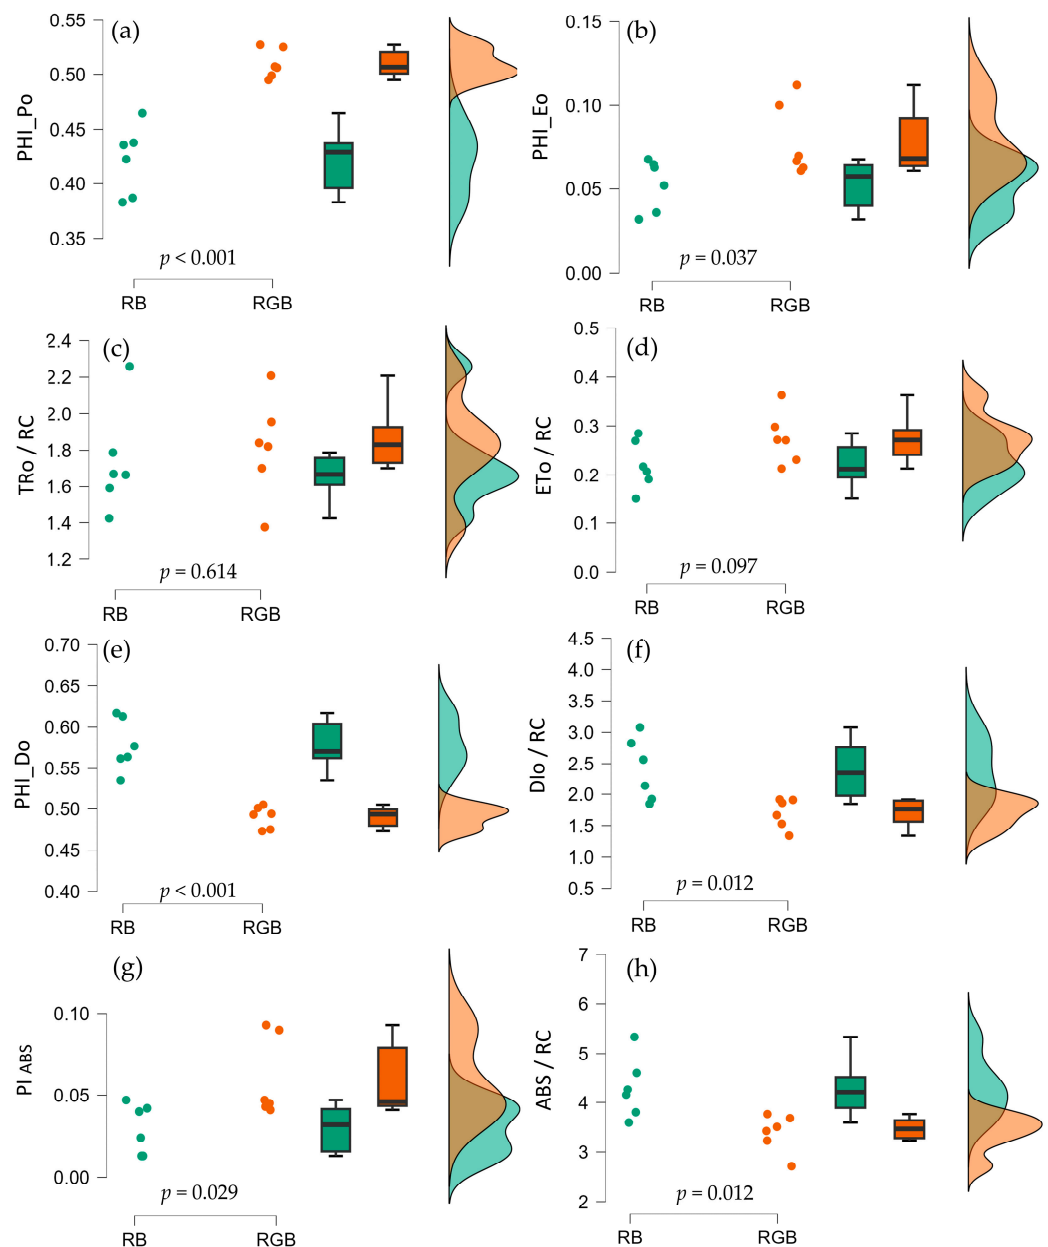 (a)
PHI_Po
0.55
0.50
0.45
0.40
0.35
p < 0.001
RB RGB
(b)
PHI_Eo
0.15
0.10
0.05
0.00
p = 0.037
RB RGB
(c)
TRo / RC
2.4
2.2
2.0
1.8
1.6
1.4
1.2
p = 0.614
RB RGB
(d)
ETo / RC
0.5
0.4
0.3
0.2
0.1
0.0
p = 0.097
RB RGB
(e)
PHI_Do
0.70
0.65
0.60
0.55
0.50
0.45
0.40
p < 0.001
RB RGB
(f)
DIo / RC
4.5
4.0
3.5
3.0
2.5
2.0
1.5
1.0
0.5
p = 0.012
RB RGB
(g)
PI ABS
0.10
0.05
0.00
p = 0.029
RB RGB
(h)
ABS / RC
7
6
5
4
3
2
p = 0.012
RB RGB